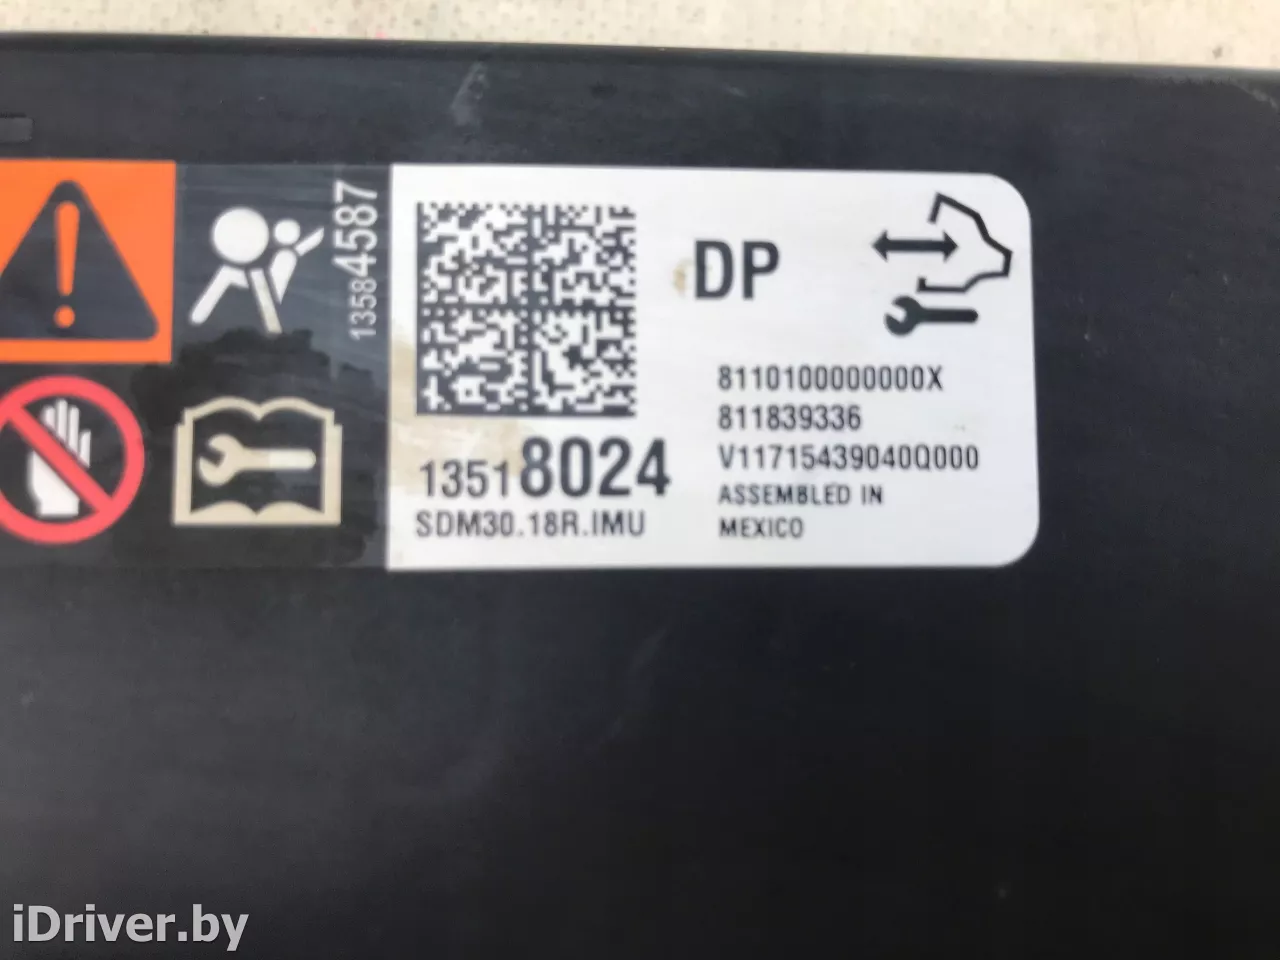 13584587
DP
8110100000000X
811839336
V11715439040Q000
ASSEMBLED IN
MEXICO
13518024
SDM30.18R.IMU
iDriver.by